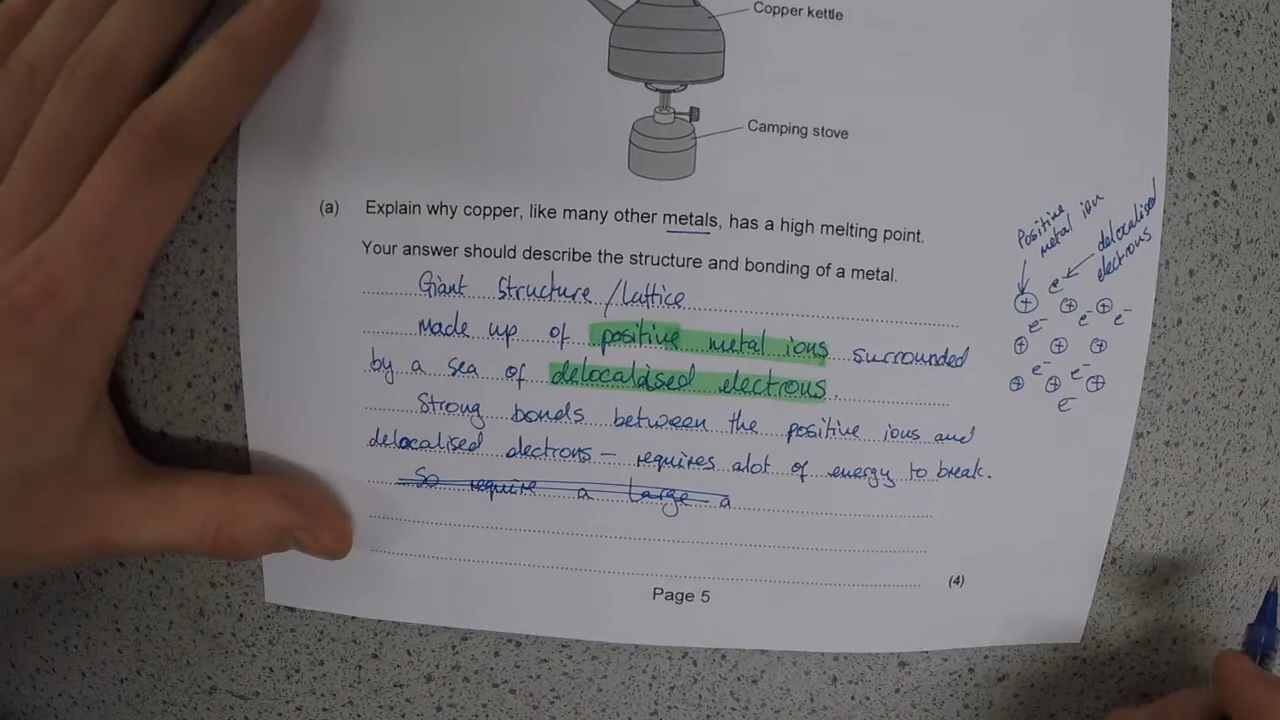 Copper kettle
Camping stove
(a) Explain why copper, like many other metals, has a high melting point.
Your answer should describe the structure and bonding of a metal.
Giant Structure / lattice
Made up of positive metal ions surrounded
by a sea of delocalised electrons.
Strong bonds between the positive ions and
delocalised electrons - requires alot of energy to break.
So require a large a
(4)
Page 5
Positive
metal ion
delocalised
electrons
e-
+ + +
e- e- e-
+ + +
e- e-
+ + +
e-